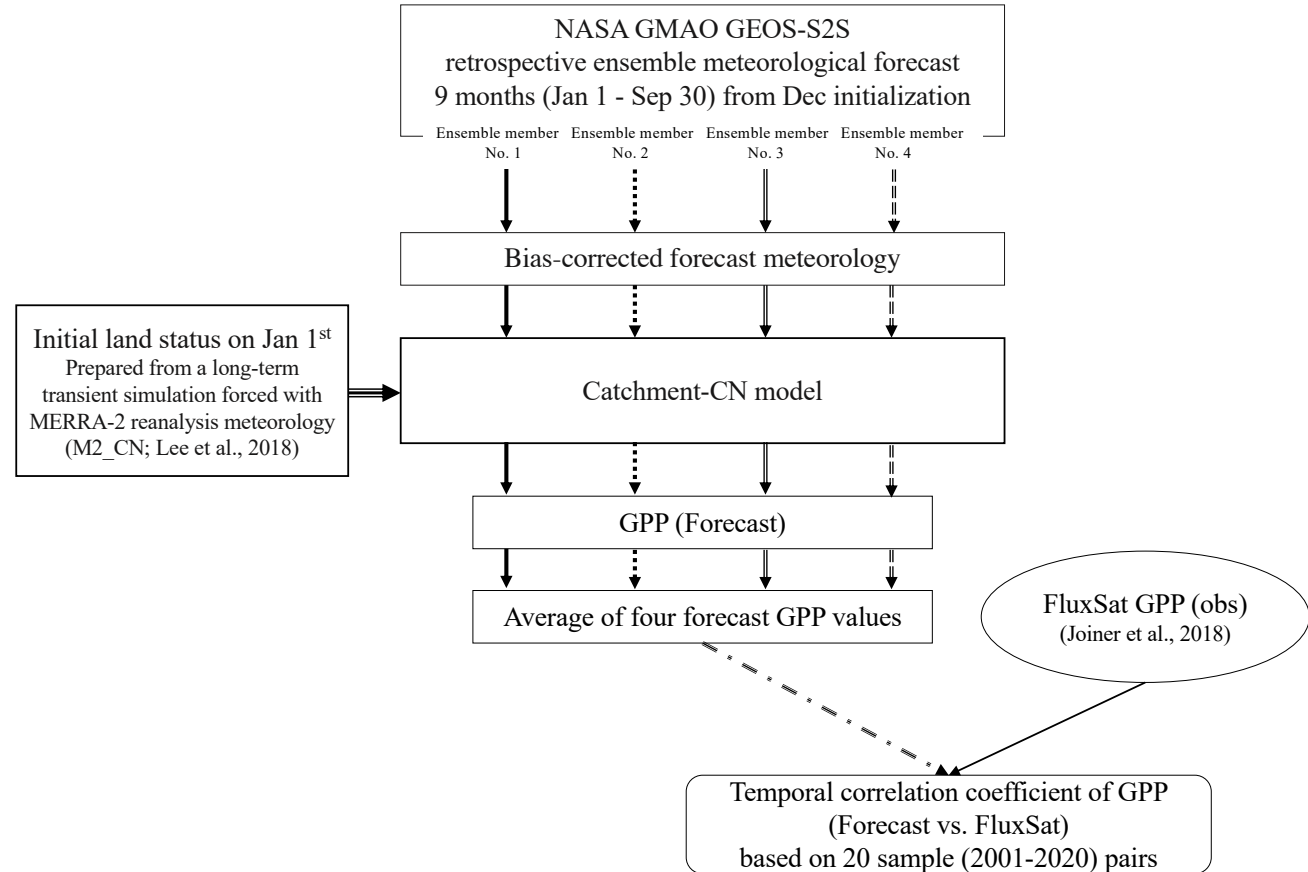 NASA GMAO GEOS-S2S
retrospective ensemble meteorological forecast
9 months (Jan 1 - Sep 30) from Dec initialization
Ensemble member No. 1
Ensemble member No. 2
Ensemble member No. 3
Ensemble member No. 4
Bias-corrected forecast meteorology
Initial land status on Jan 1st
Prepared from a long-term
transient simulation forced with
MERRA-2 reanalysis meteorology
(M2_CN; Lee et al., 2018)
Catchment-CN model
GPP (Forecast)
Average of four forecast GPP values
FluxSat GPP (obs)
(Joiner et al., 2018)
Temporal correlation coefficient of GPP
(Forecast vs. FluxSat)
based on 20 sample (2001-2020) pairs